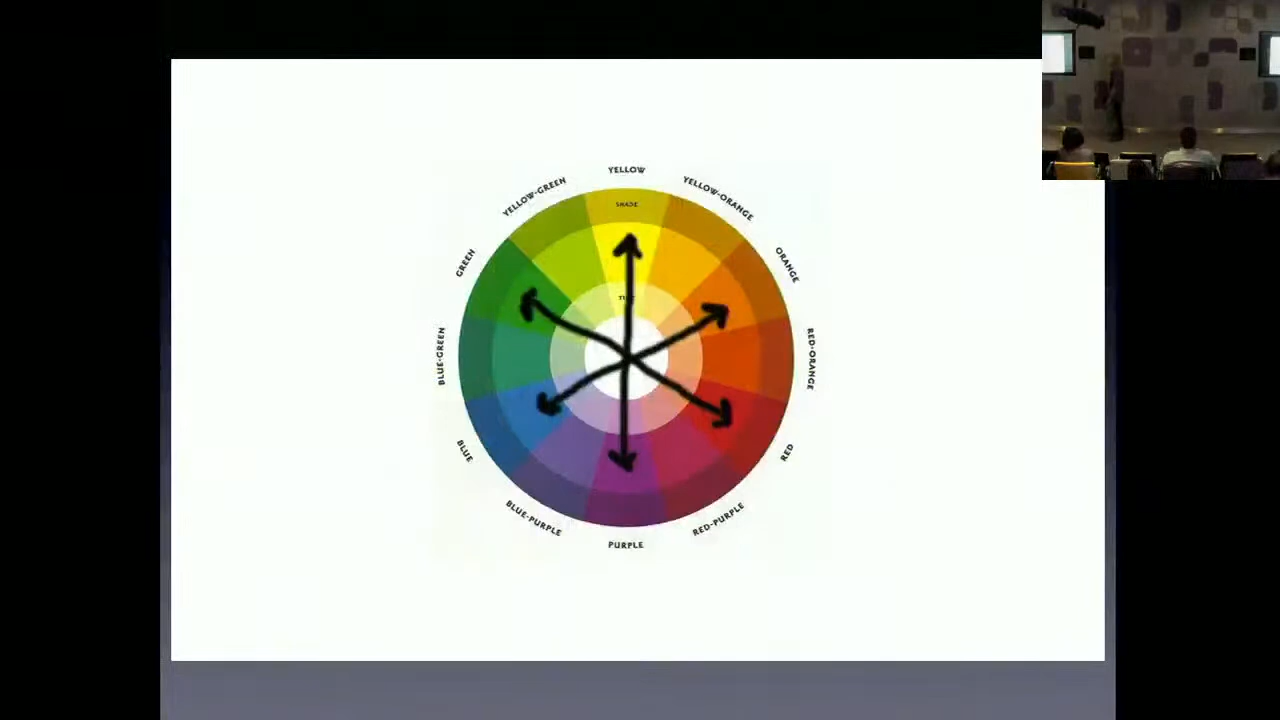 YELLOW
YELLOW-GREEN
YELLOW-ORANGE
SHADE
GREEN
ORANGE
BLUE-GREEN
RED-ORANGE
BLUE
RED
BLUE-PURPLE
RED-PURPLE
PURPLE